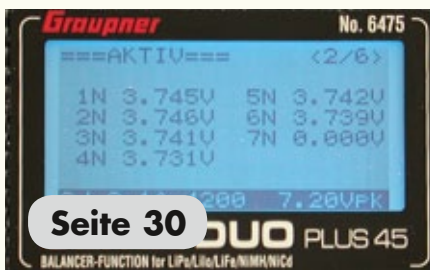 Graupner No. 6475
===AKTIV=== <2/6>
1N 3.745V 5N 3.742V
2N 3.746V 6N 3.739V
3N 3.741V 7N 0.000V
4N 3.731V
7.20VPK
Seite 30
DUO PLUS 45
BALANCER-FUNCTION for LiPo/LiIo/LiFe/NiMH/NiCd